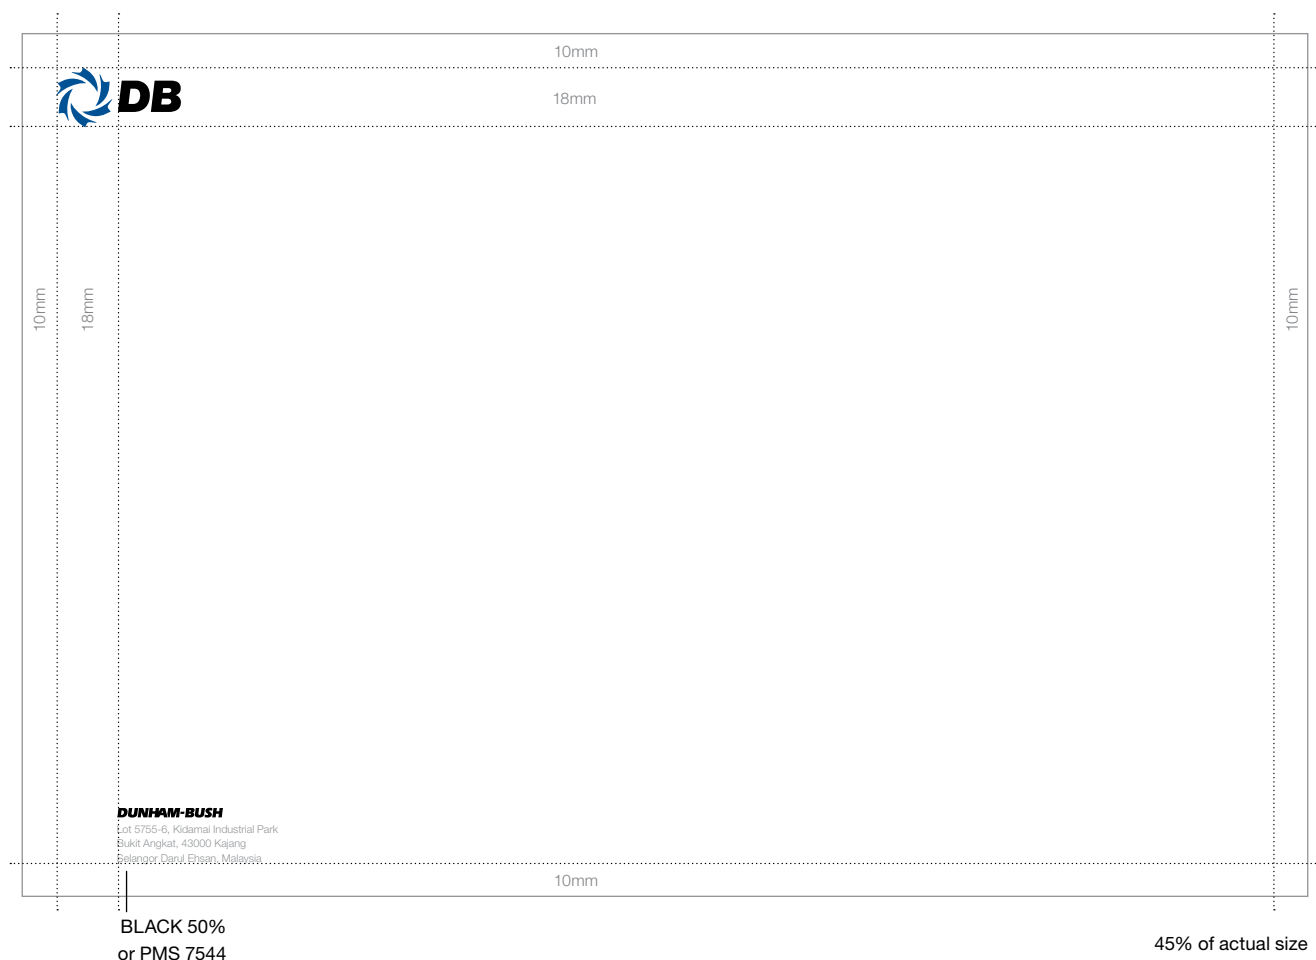 10mm
DB
18mm
10mm
18mm
10mm
DUNHAM-BUSH
Lot 5755-6, Kidamai Industrial Park
Bukit Angkat, 43000 Kajang
Selangor Darul Ehsan, Malaysia
10mm
BLACK 50%
or PMS 7544
45% of actual size